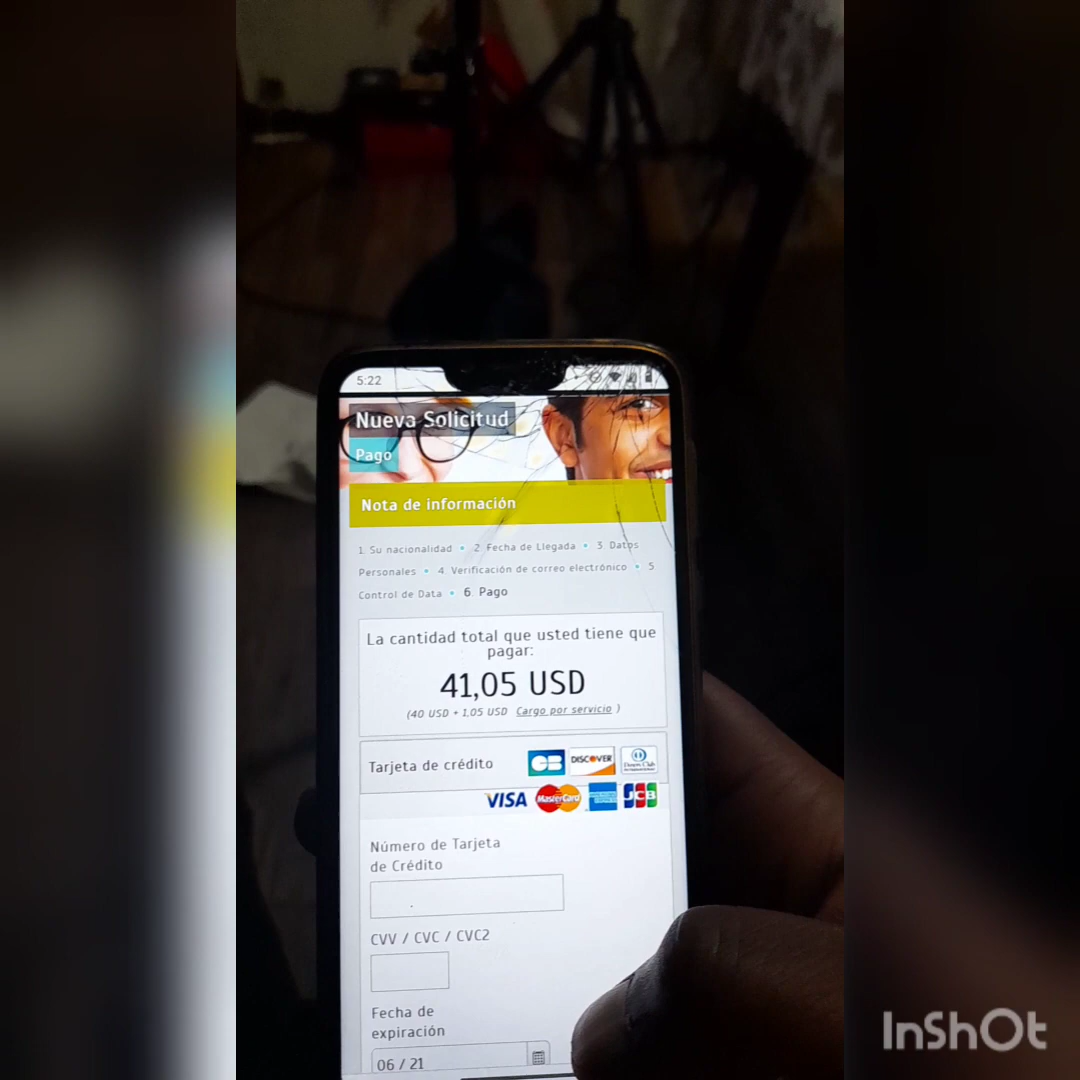 5:22
Nueva Solicitud
Pago
Nota de información
1. Su nacionalidad • 2. Fecha de Llegada • 3. Datos
Personales • 4. Verificación de correo electrónico • 5.
Control de Data • 6. Pago
La cantidad total que usted tiene que
pagar:
41,05 USD
(40 USD + 1,05 USD Cargo por servicio )
Tarjeta de crédito
CB DISCOVER Diners Club
VISA MasterCard AMERICAN EXPRESS JCB
Número de Tarjeta
de Crédito
CVV / CVC / CVC2
Fecha de
expiración
06 / 21
InShOt